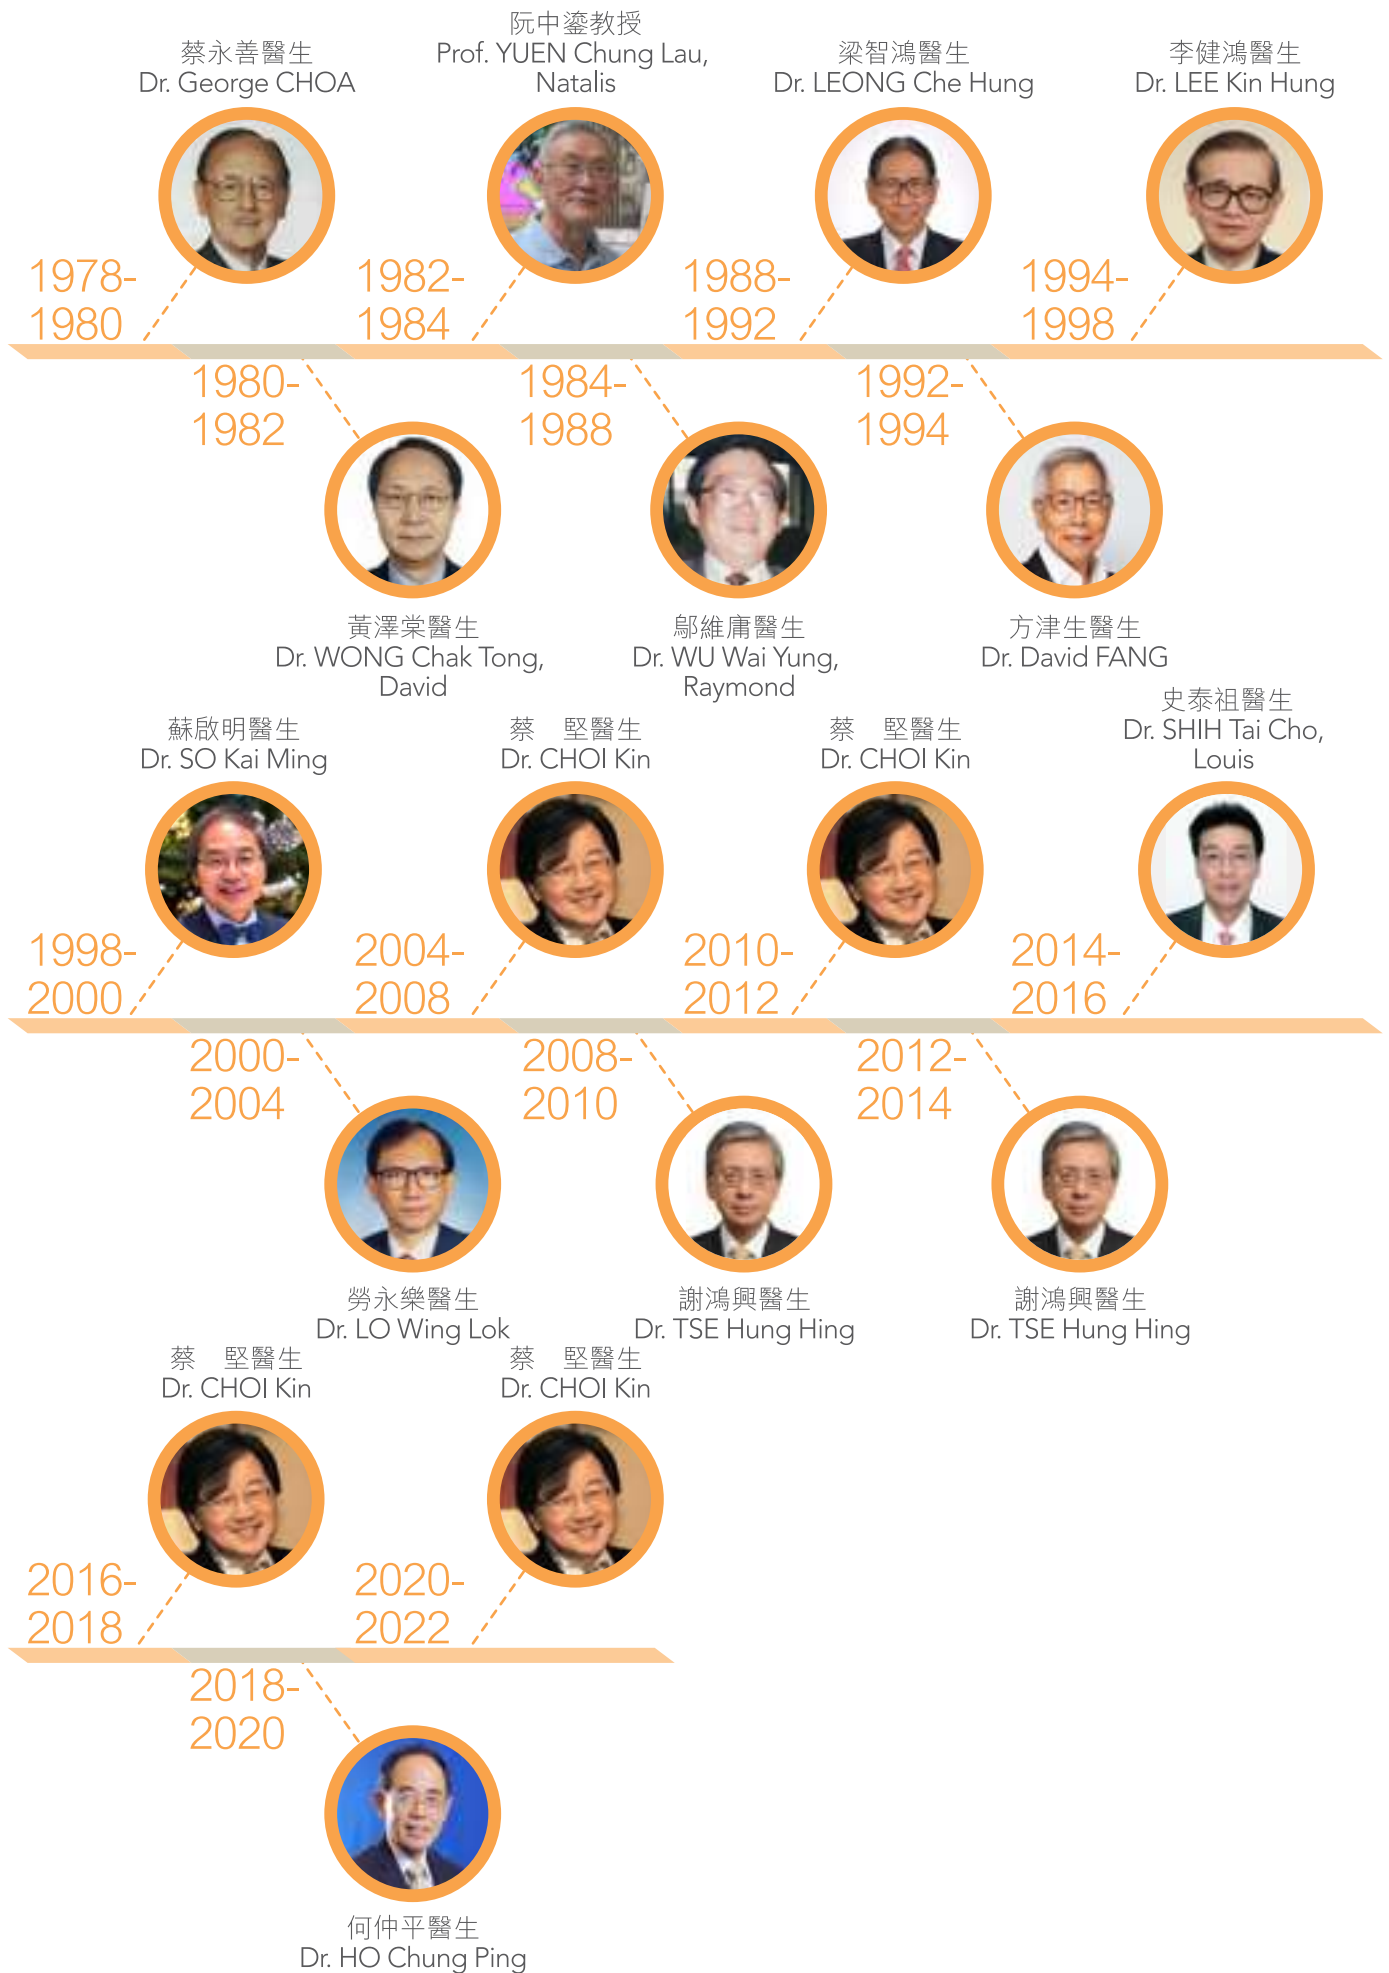 蔡永善醫生
Dr. George CHOA
1978-
1980
阮中鎏教授
Prof. YUEN Chung Lau,
Natalis
1982-
1984
梁智鴻醫生
Dr. LEONG Che Hung
1988-
1992
李健鴻醫生
Dr. LEE Kin Hung
1994-
1998
1980-
1982
黃澤棠醫生
Dr. WONG Chak Tong,
David
1984-
1988
鄔維庸醫生
Dr. WU Wai Yung,
Raymond
1992-
1994
方津生醫生
Dr. David FANG
蘇啟明醫生
Dr. SO Kai Ming
1998-
2000
蔡　堅醫生
Dr. CHOI Kin
2004-
2008
蔡　堅醫生
Dr. CHOI Kin
2010-
2012
史泰祖醫生
Dr. SHIH Tai Cho,
Louis
2014-
2016
2000-
2004
勞永樂醫生
Dr. LO Wing Lok
2008-
2010
謝鴻興醫生
Dr. TSE Hung Hing
2012-
2014
謝鴻興醫生
Dr. TSE Hung Hing
蔡　堅醫生
Dr. CHOI Kin
2016-
2018
蔡　堅醫生
Dr. CHOI Kin
2020-
2022
2018-
2020
何仲平醫生
Dr. HO Chung Ping